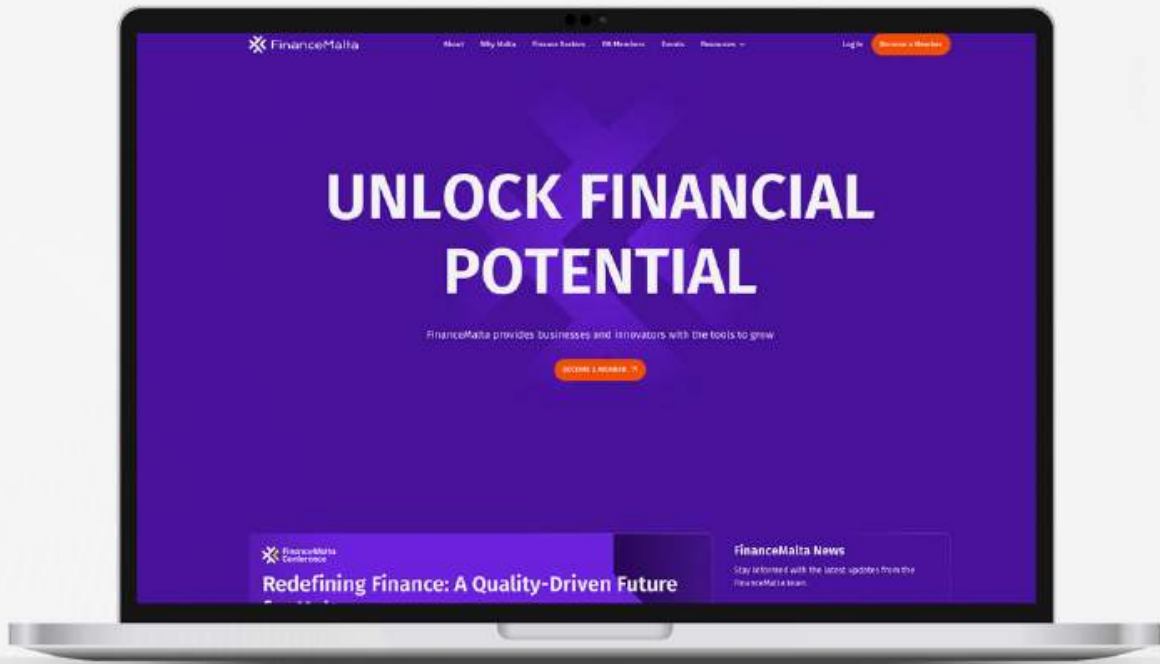 FinanceMalta
About Why Malta Finance Sectors FM Members Events Resources
Log In Become a Member
UNLOCK FINANCIAL
POTENTIAL
FinanceMalta provides businesses and innovators with the tools to grow
BECOME A MEMBER
FinanceMalta
Conference
Redefining Finance: A Quality-Driven Future
FinanceMalta News
Stay informed with the latest updates from the
FinanceMalta team.